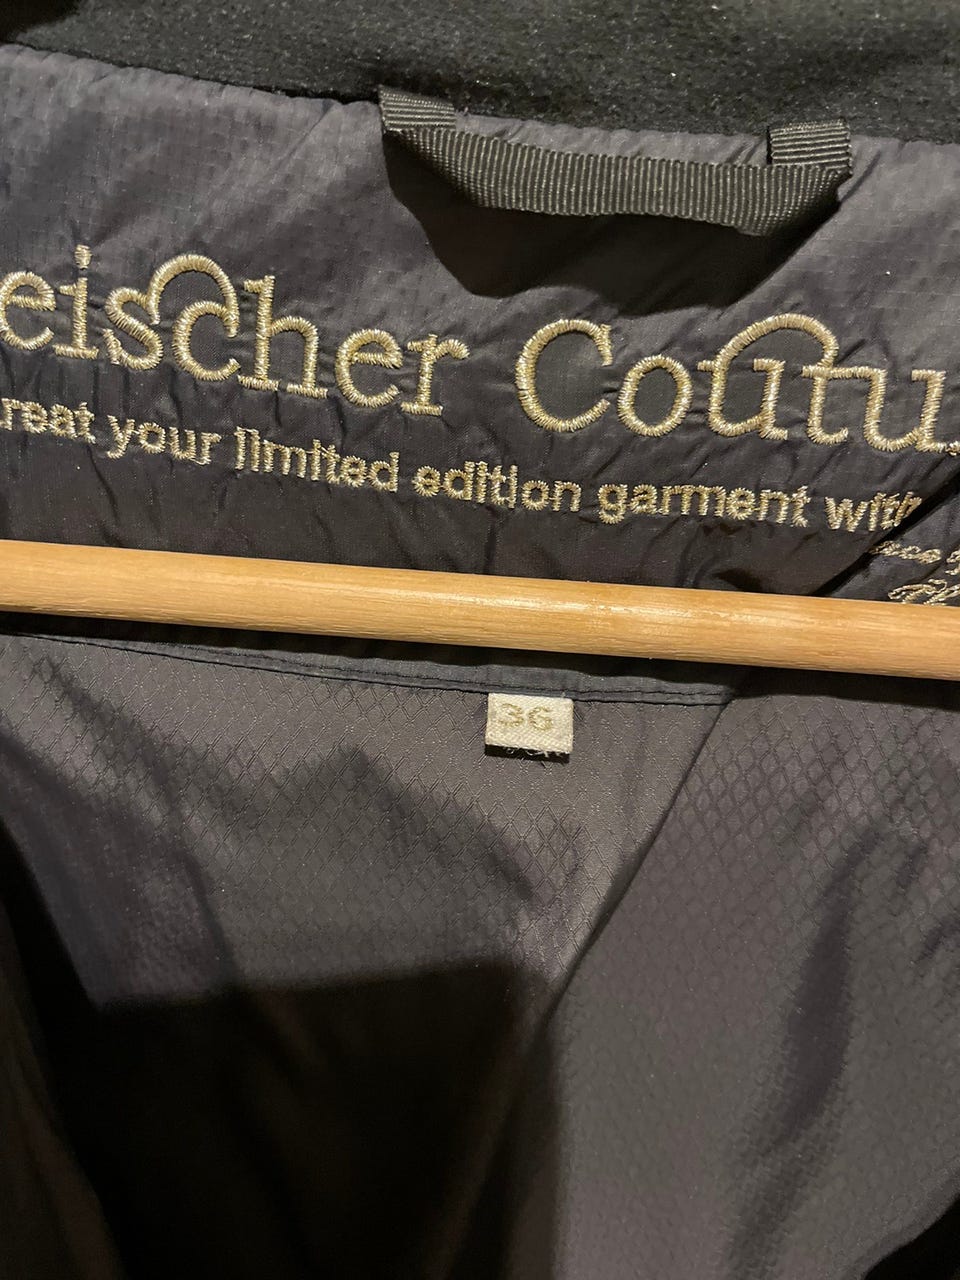 eischer Coutu
reat your limited edition garment with
36